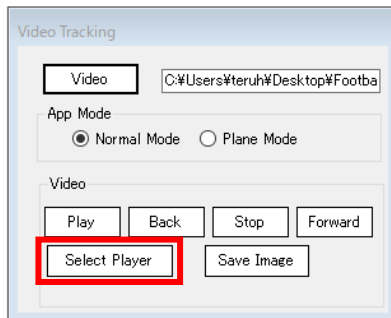 Video Tracking
Video C:¥Users¥teruh¥Desktop¥Footba
App Mode
Normal Mode Plane Mode
Video
Play Back Stop Forward
Select Player Save Image